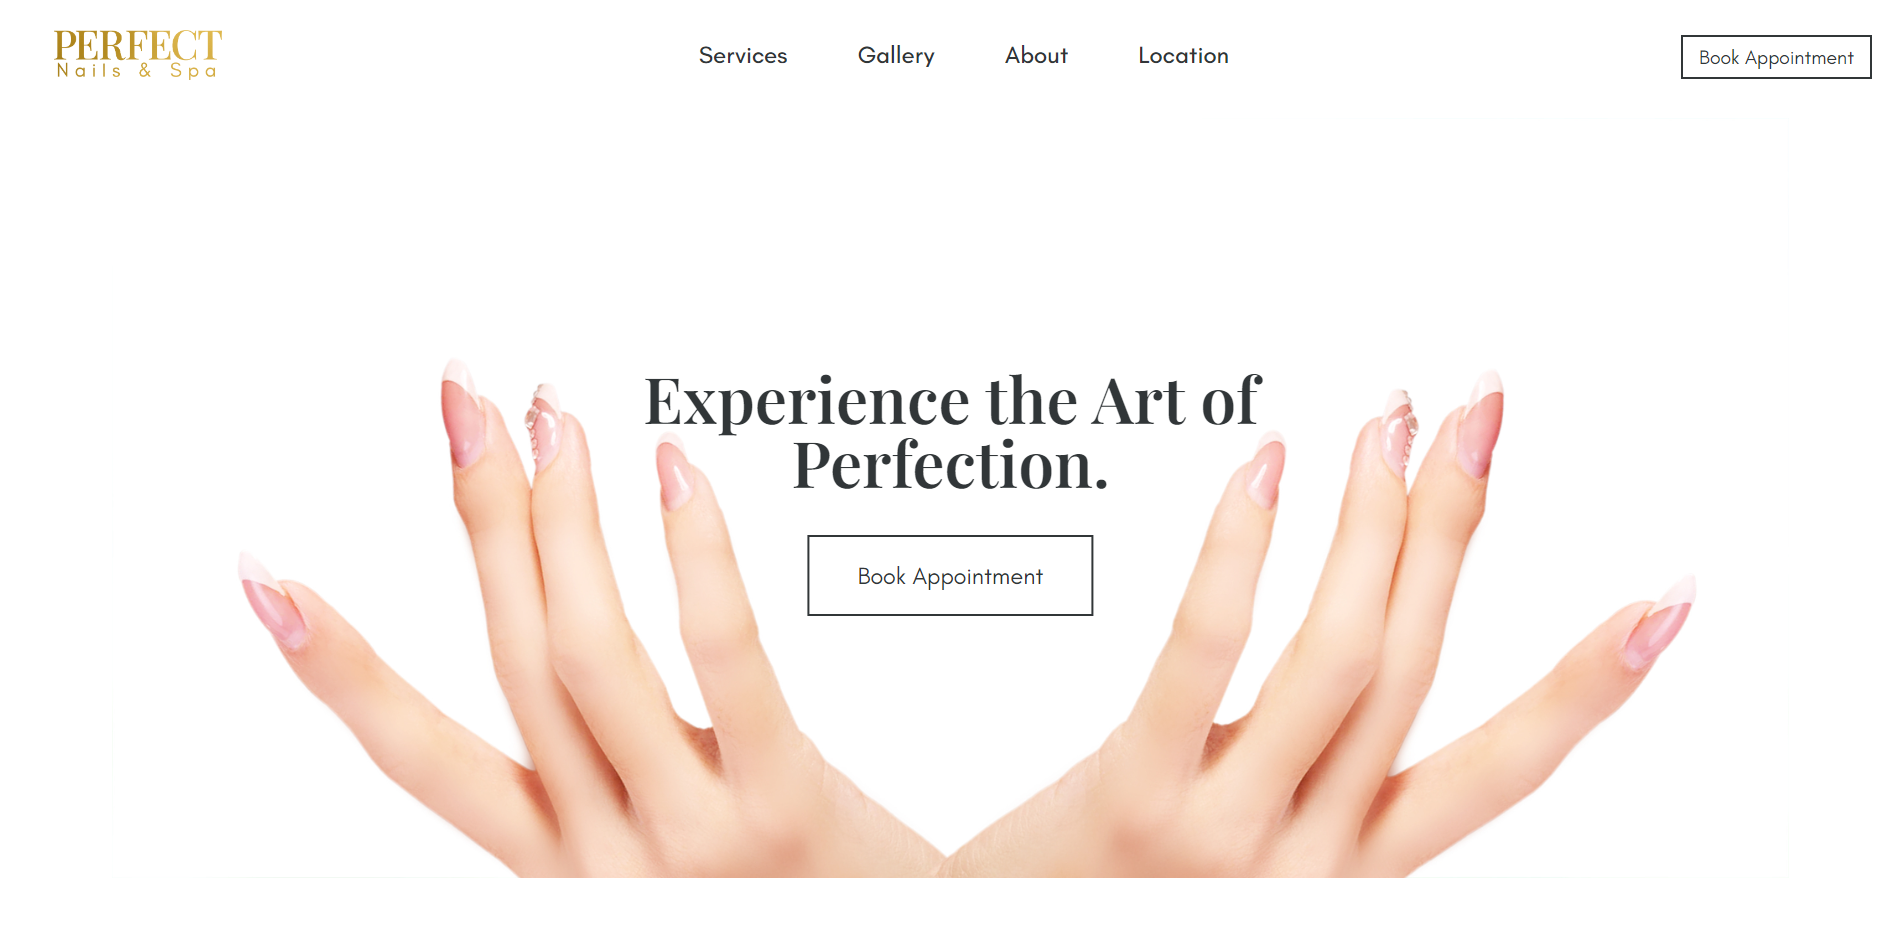 PERFECT
Nails & Spa
Services
Gallery
About
Location
Book Appointment
Experience the Art of
Perfection.
Book Appointment